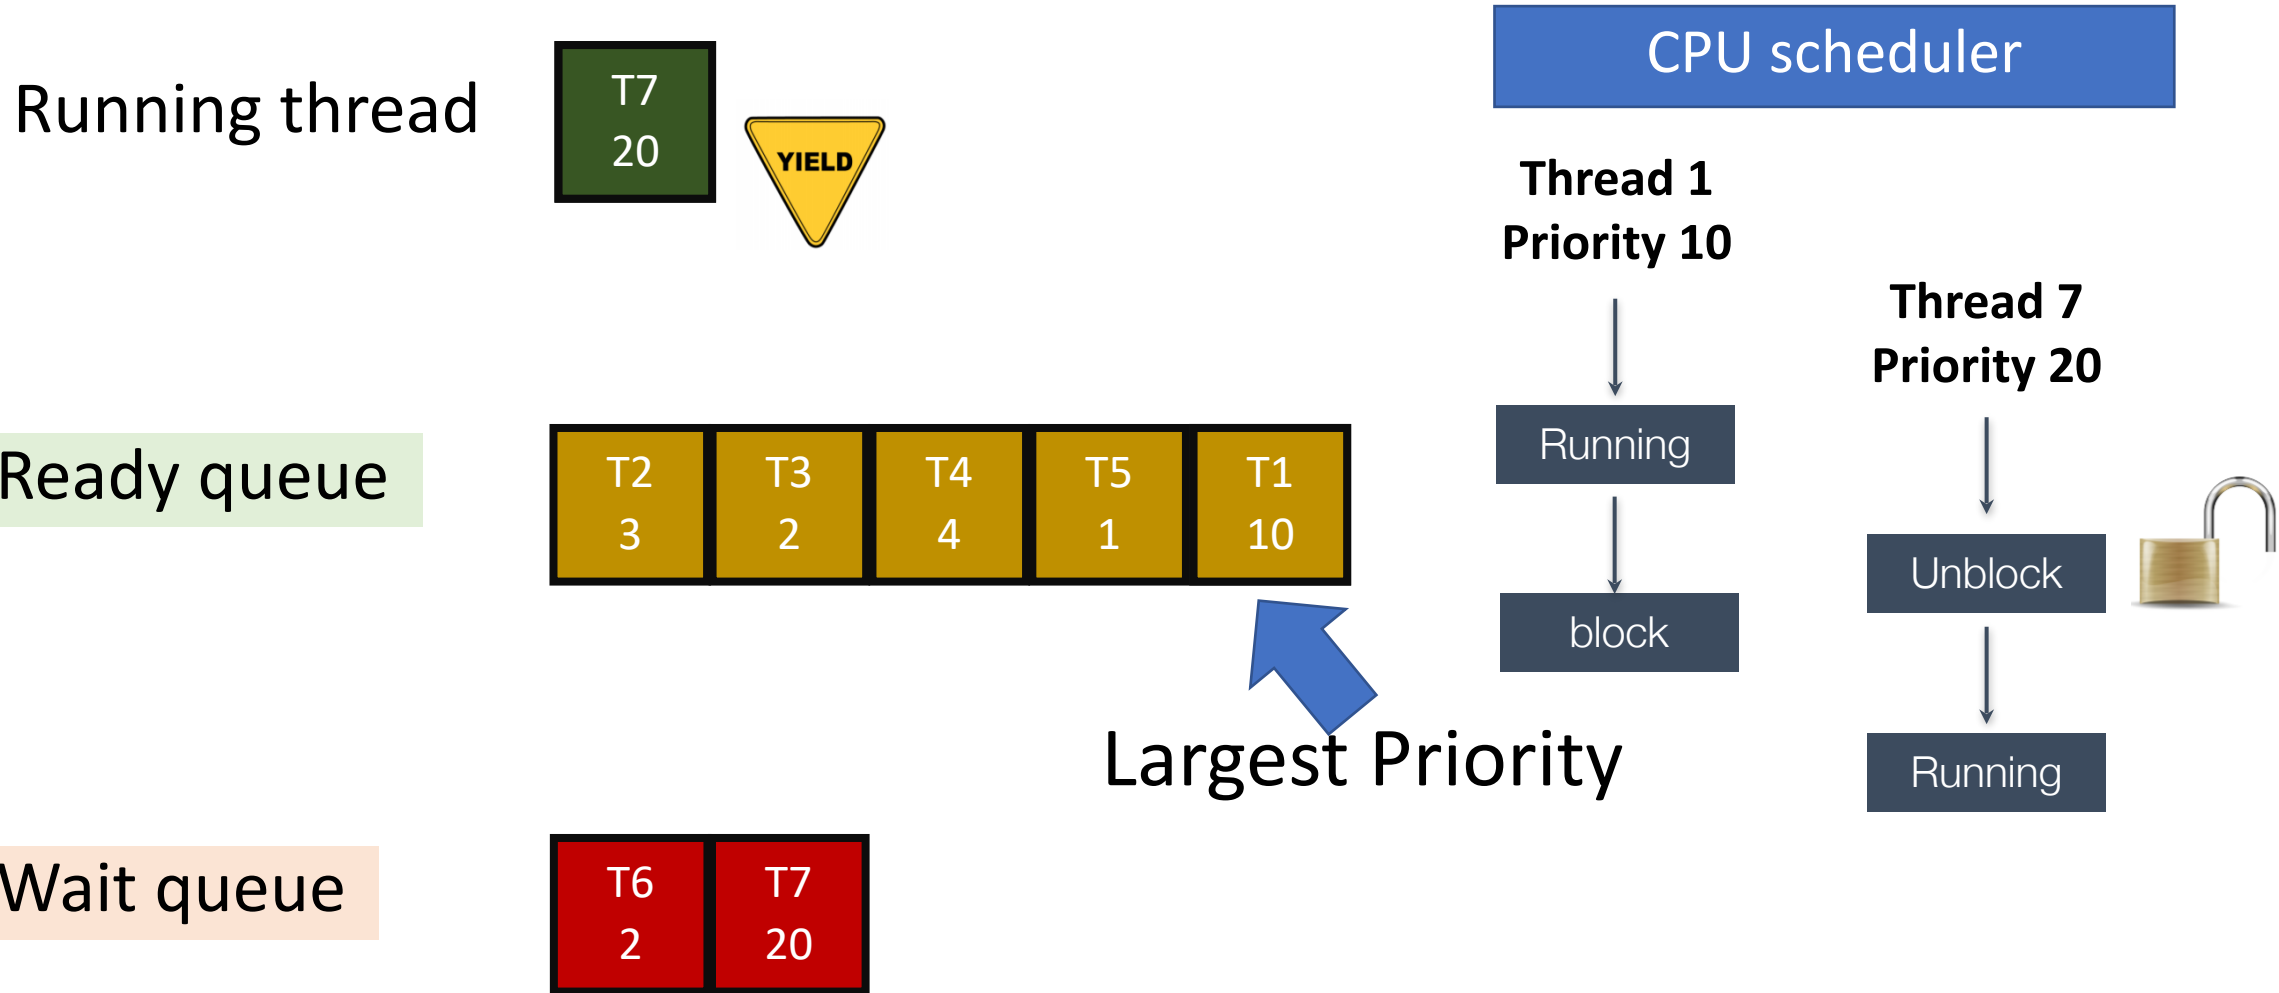 Running thread
T7
20
YIELD
CPU scheduler
Thread 1
Priority 10
Running
block
Thread 7
Priority 20
Unblock
Running
Ready queue
T2
3
T3
2
T4
4
T5
1
T1
10
Largest Priority
Wait queue
T6
2
T7
20